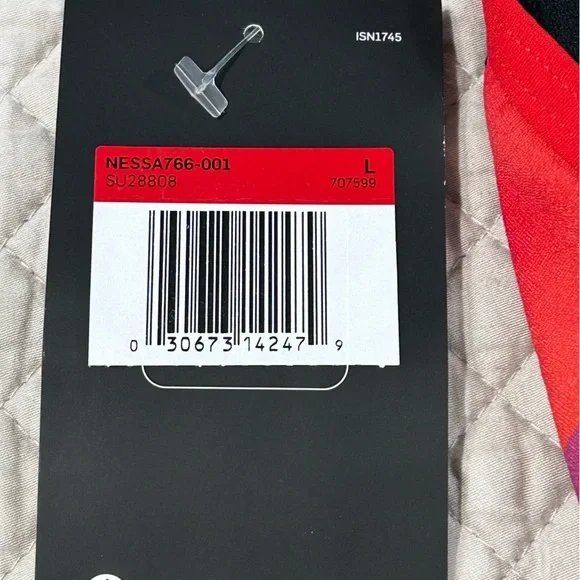 ISN1745
NESSA766-001 L
SU28808 707599
0 30673 14247 9